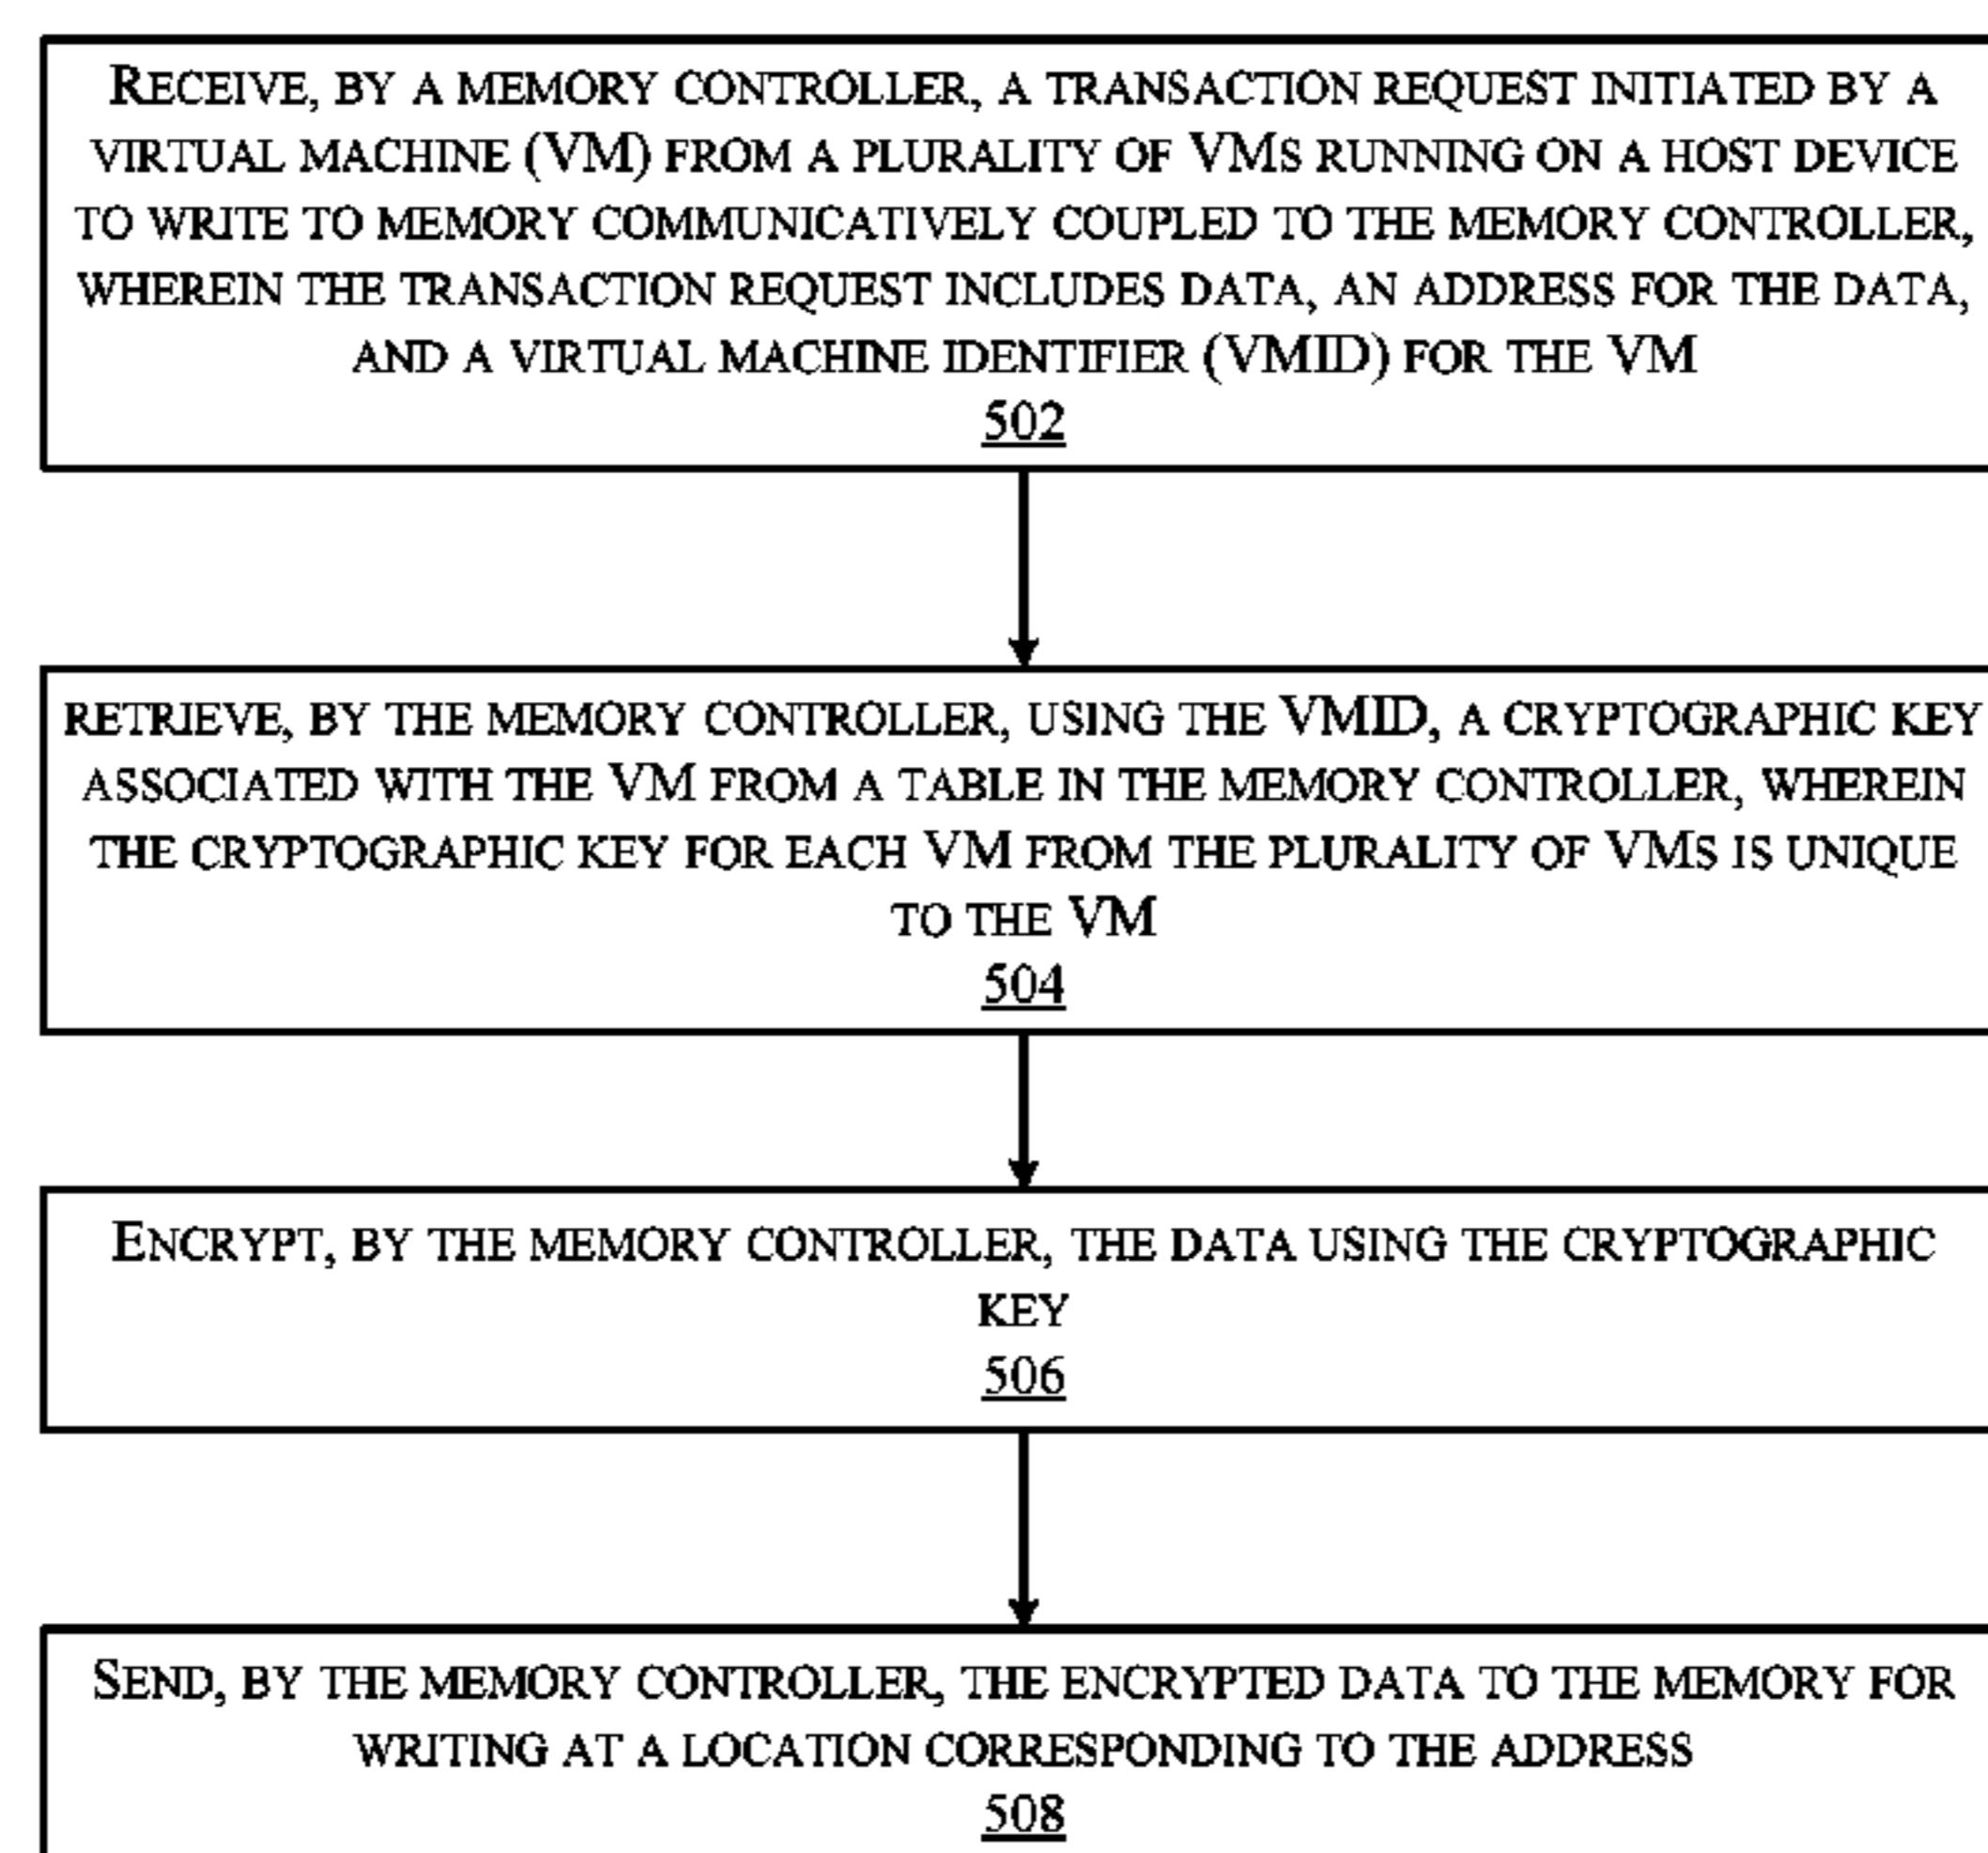 RECEIVE, BY A MEMORY CONTROLLER, A TRANSACTION REQUEST INITIATED BY A
VIRTUAL MACHINE (VM) FROM A PLURALITY OF VMS RUNNING ON A HOST DEVICE
TO WRITE TO MEMORY COMMUNICATIVELY COUPLED TO THE MEMORY CONTROLLER,
WHEREIN THE TRANSACTION REQUEST INCLUDES DATA, AN ADDRESS FOR THE DATA,
AND A VIRTUAL MACHINE IDENTIFIER (VMID) FOR THE VM
502
RETRIEVE, BY THE MEMORY CONTROLLER, USING THE VMID, A CRYPTOGRAPHIC KEY
ASSOCIATED WITH THE VM FROM A TABLE IN THE MEMORY CONTROLLER, WHEREIN
THE CRYPTOGRAPHIC KEY FOR EACH VM FROM THE PLURALITY OF VMS IS UNIQUE
TO THE VM
504
ENCRYPT, BY THE MEMORY CONTROLLER, THE DATA USING THE CRYPTOGRAPHIC
KEY
506
SEND, BY THE MEMORY CONTROLLER, THE ENCRYPTED DATA TO THE MEMORY FOR
WRITING AT A LOCATION CORRESPONDING TO THE ADDRESS
508